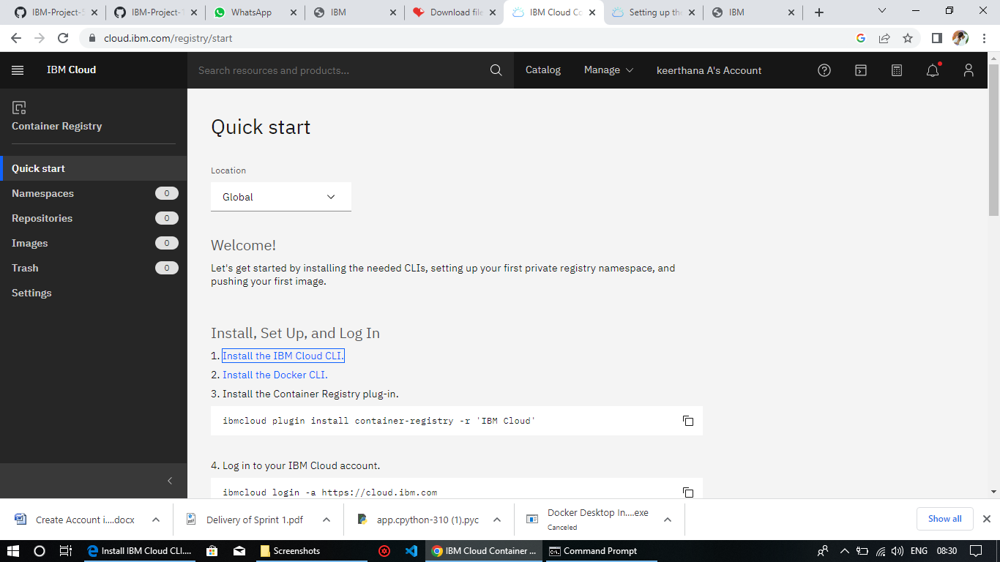 IBM-Project-3
IBM-Project-1
WhatsApp
IBM
Download file
IBM Cloud Co
Setting up the
IBM
cloud.ibm.com/registry/start
IBM Cloud
Search resources and products...
Catalog
Manage
keerthana A's Account
Container Registry
Quick start
Namespaces 0
Repositories 0
Images 0
Trash 0
Settings
Quick start
Location
Global
Welcome!
Let's get started by installing the needed CLIs, setting up your first private registry namespace, and
pushing your first image.
Install, Set Up, and Log In
1. Install the IBM Cloud CLI.
2. Install the Docker CLI.
3. Install the Container Registry plug-in.
ibmcloud plugin install container-registry -r 'IBM Cloud'
4. Log in to your IBM Cloud account.
ibmcloud login -a https://cloud.ibm.com
Create Account i....docx
Delivery of Sprint 1.pdf
app.cpython-310 (1).pyc
Docker Desktop In....exe
Canceled
Show all
Install IBM Cloud CLI....
Screenshots
IBM Cloud Container ...
Command Prompt
ENG
08:30